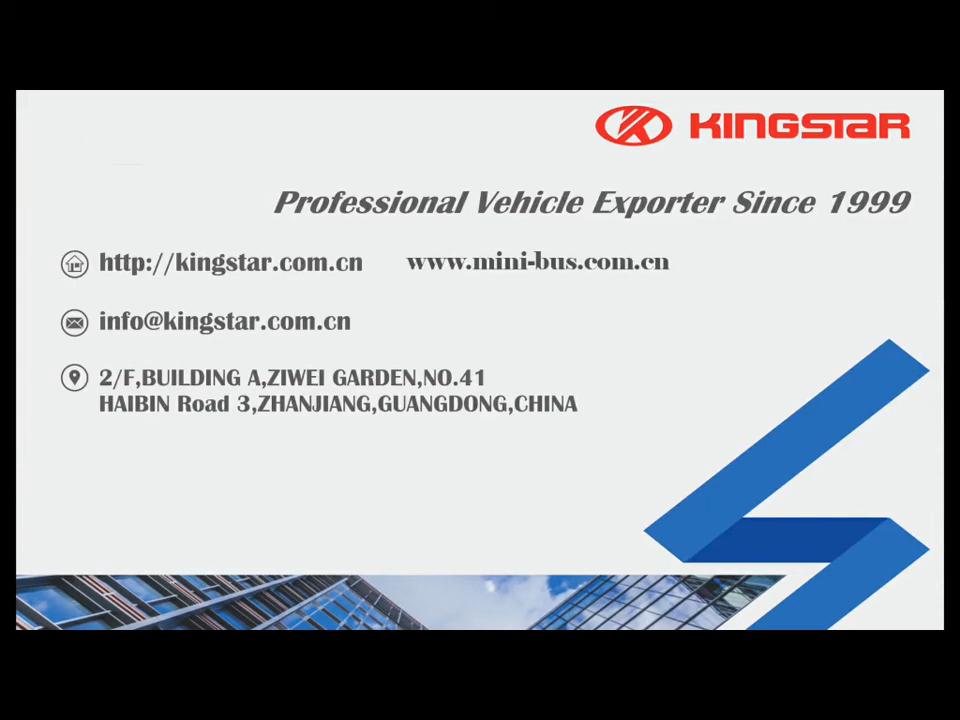 KINGSTAR
Professional Vehicle Exporter Since 1999
http://kingstar.com.cn www.mini-bus.com.cn
info@kingstar.com.cn
2/F,BUILDING A,ZIWEI GARDEN,NO.41
HAIBIN Road 3,ZHANJIANG,GUANGDONG,CHINA